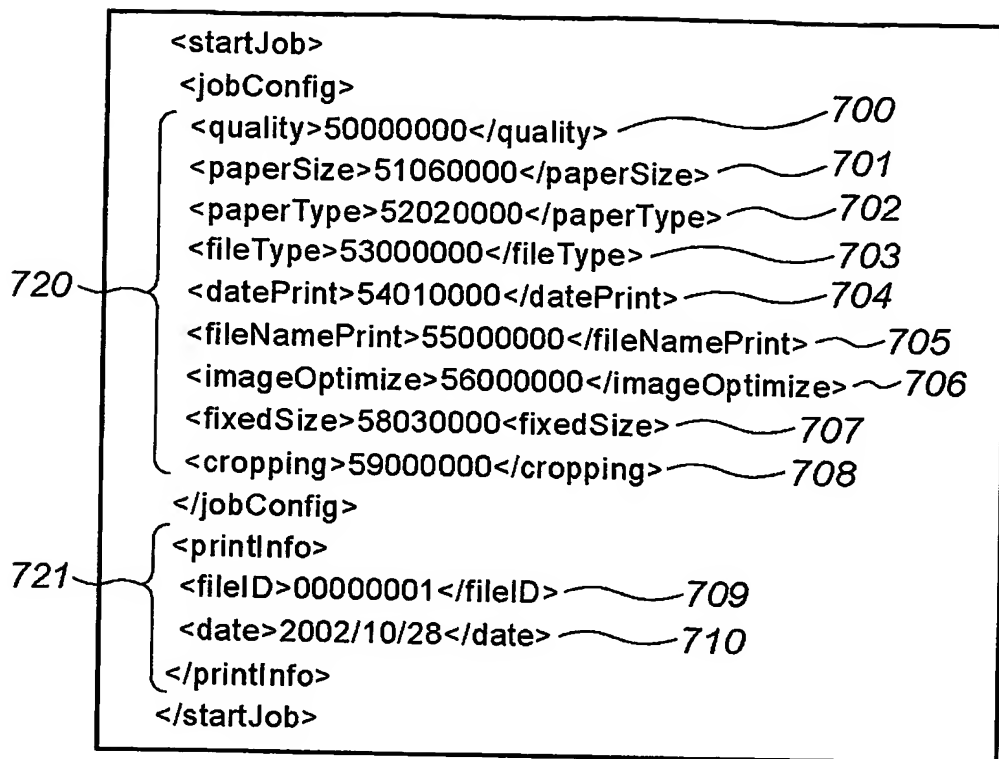 <startJob>
<jobConfig>
<quality>50000000</quality> 700
<paperSize>51060000</paperSize> 701
<paperType>52020000</paperType> 702
<fileType>53000000</fileType> 703
720 <datePrint>54010000</datePrint> 704
<fileNamePrint>55000000</fileNamePrint> 705
<imageOptimize>56000000</imageOptimize> 706
<fixedSize>58030000<fixedSize> 707
<cropping>59000000</cropping> 708
</jobConfig>
<printInfo>
721 <fileID>00000001</fileID> 709
<date>2002/10/28</date> 710
</printInfo>
</startJob>